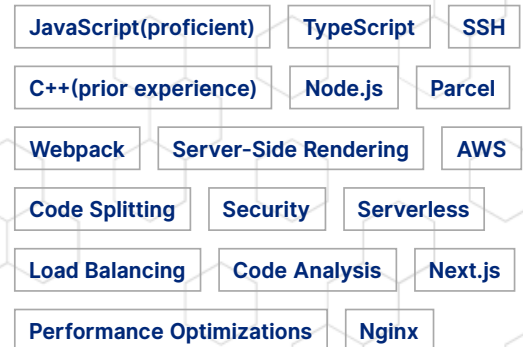 JavaScript(proficient) TypeScript SSH
C++(prior experience) Node.js Parcel
Webpack Server-Side Rendering AWS
Code Splitting Security Serverless
Load Balancing Code Analysis Next.js
Performance Optimizations Nginx